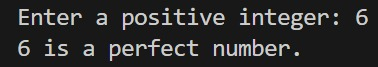 Enter a positive integer: 6
6 is a perfect number.